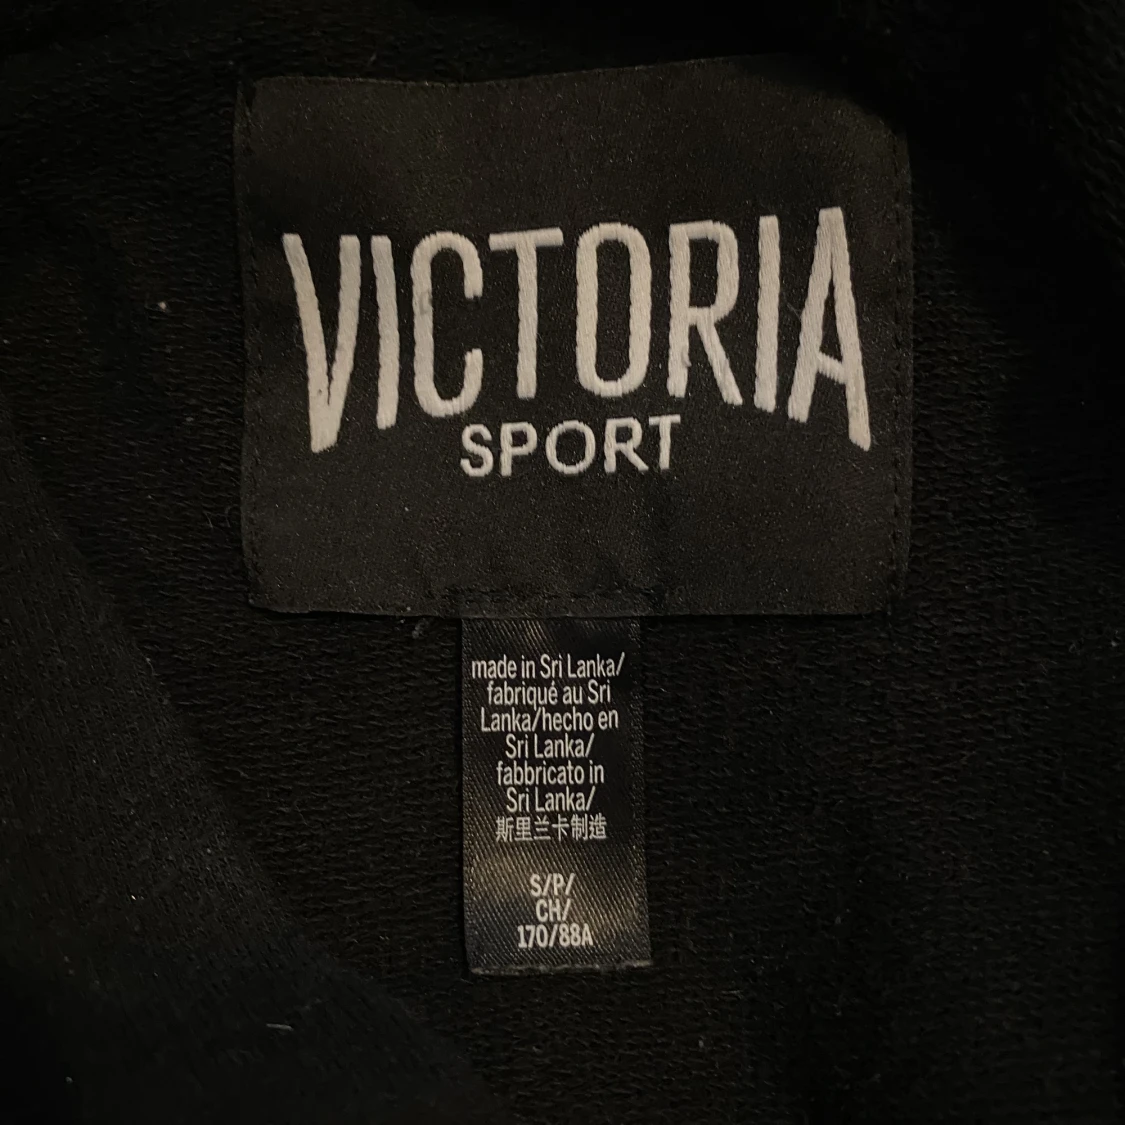 VICTORIA
SPORT
made in Sri Lanka/
fabriqué au Sri
Lanka/hecho en
Sri Lanka/
fabbricato in
Sri Lanka/
斯里兰卡制造
S/P/
CH/
170/88A